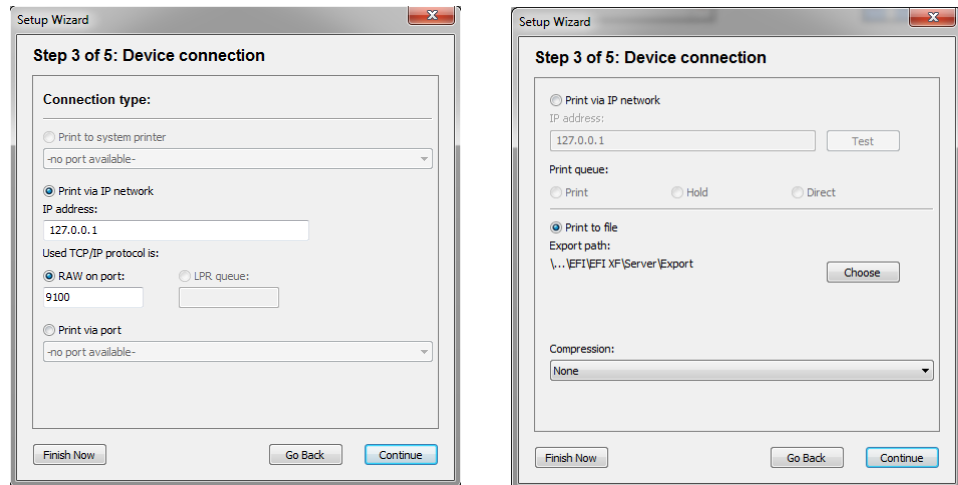 Setup Wizard
Step 3 of 5: Device connection
Connection type:
Print to system printer
-no port available-
Print via IP network
IP address:
127.0.0.1
Used TCP/IP protocol is:
RAW on port:
LPR queue:
9100
Print via port
-no port available-
Finish Now
Go Back
Continue
Setup Wizard
Step 3 of 5: Device connection
Print via IP network
IP address:
127.0.0.1
Test
Print queue:
Print
Hold
Direct
Print to file
Export path:
\...\EFI\EFI XF\Server\Export
Choose
Compression:
None
Finish Now
Go Back
Continue